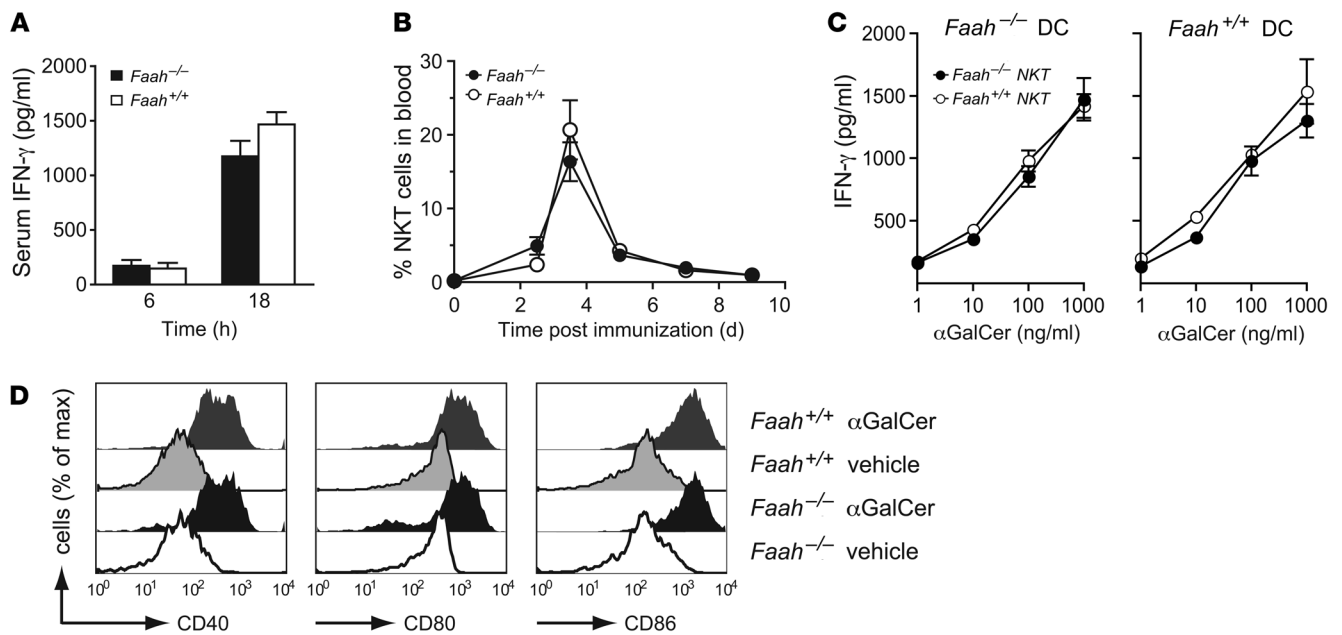 A
Serum IFN-γ (pg/ml)
2000
1500
1000
500
0
Faah–/–
Faah+/+
6 18
Time (h)
B
% NKT cells in blood
30
20
10
0
Faah–/–
Faah+/+
0 2 4 6 8 10
Time post immunization (d)
C
Faah–/– DC
IFN-γ (pg/ml)
2000
1500
1000
500
Faah–/– NKT
Faah+/+ NKT
1 10 100 1000
αGalCer (ng/ml)
Faah+/+ DC
1 10 100 1000
αGalCer (ng/ml)
D
cells (% of max)
10⁰ 10¹ 10² 10³ 10⁴
CD40
10⁰ 10¹ 10² 10³ 10⁴
CD80
10⁰ 10¹ 10² 10³ 10⁴
CD86
Faah+/+ αGalCer
Faah+/+ vehicle
Faah–/– αGalCer
Faah–/– vehicle